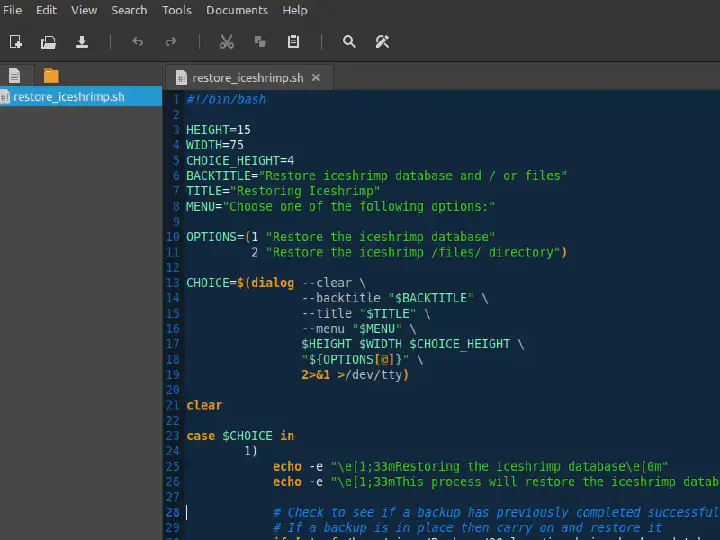 File Edit View Search Tools Documents Help
restore_iceshrimp.sh
restore_iceshrimp.sh ×
1 #!/bin/bash
2
3 HEIGHT=15
4 WIDTH=75
5 CHOICE_HEIGHT=4
6 BACKTITLE="Restore iceshrimp database and / or files"
7 TITLE="Restoring Iceshrimp"
8 MENU="Choose one of the following options:"
9
10 OPTIONS=(1 "Restore the iceshrimp database"
11 2 "Restore the iceshrimp /files/ directory")
12
13 CHOICE=$(dialog --clear \
14 --backtitle "$BACKTITLE" \
15 --title "$TITLE" \
16 --menu "$MENU" \
17 $HEIGHT $WIDTH $CHOICE_HEIGHT \
18 "${OPTIONS[@]}" \
19 2>&1 >/dev/tty)
20
21 clear
22
23 case $CHOICE in
24 1)
25 echo -e "\e[1;33mRestoring the iceshrimp database\e[0m"
26 echo -e "\e[1;33mThis process will restore the iceshrimp datab
27
28 # Check to see if a backup has previously completed successful
29 # If a backup is in place then carry on and restore it